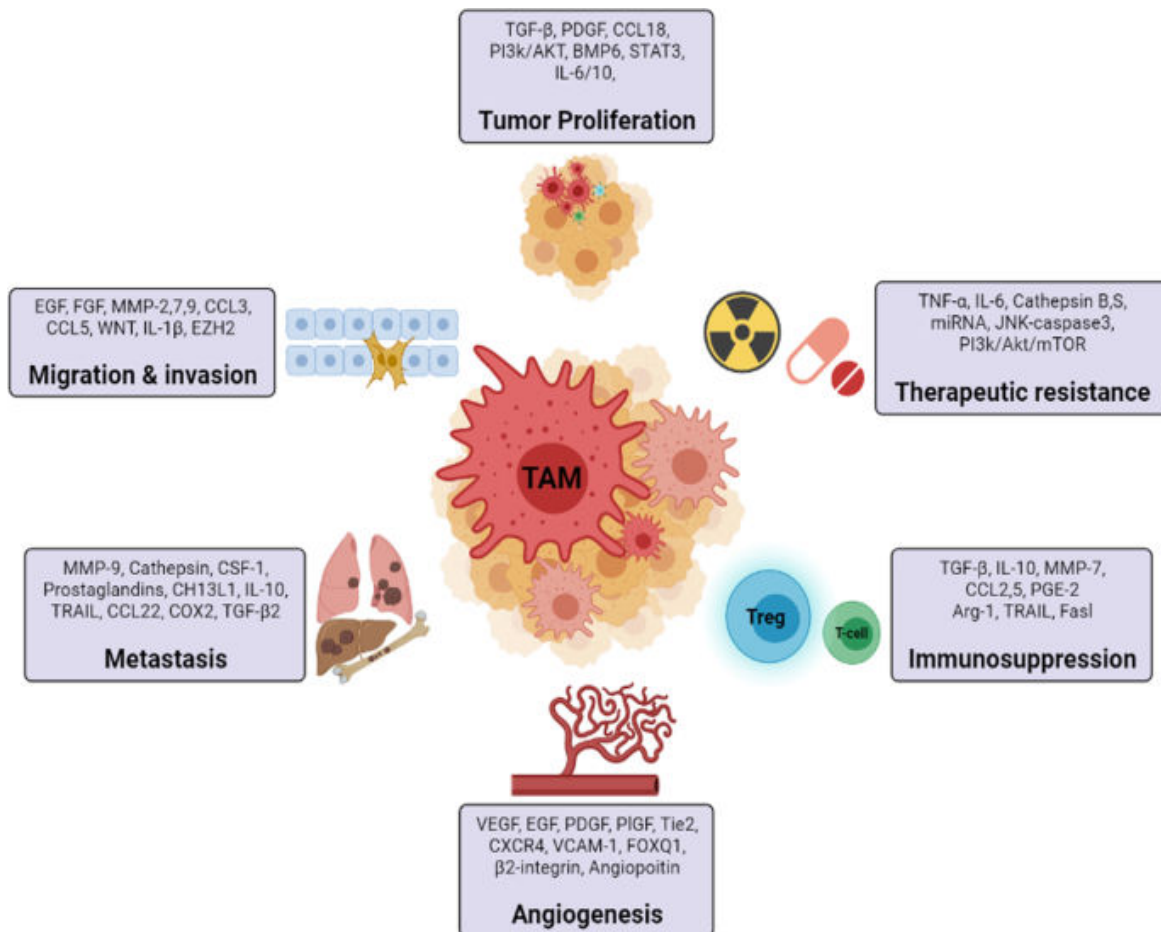 TGF-β, PDGF, CCL18,
PI3k/AKT, BMP6, STAT3,
IL-6/10,
Tumor Proliferation
EGF, FGF, MMP-2,7,9, CCL3,
CCL5, WNT, IL-1β, EZH2
Migration & invasion
TNF-α, IL-6, Cathepsin B,S,
miRNA, JNK-caspase3,
PI3k/Akt/mTOR
Therapeutic resistance
TAM
MMP-9, Cathepsin, CSF-1,
Prostaglandins, CH13L1, IL-10,
TRAIL, CCL22, COX2, TGF-β2
Metastasis
Treg
T-cell
TGF-β, IL-10, MMP-7,
CCL2,5, PGE-2
Arg-1, TRAIL, Fasl
Immunosuppression
VEGF, EGF, PDGF, PlGF, Tie2,
CXCR4, VCAM-1, FOXQ1,
β2-integrin, Angiopoitin
Angiogenesis